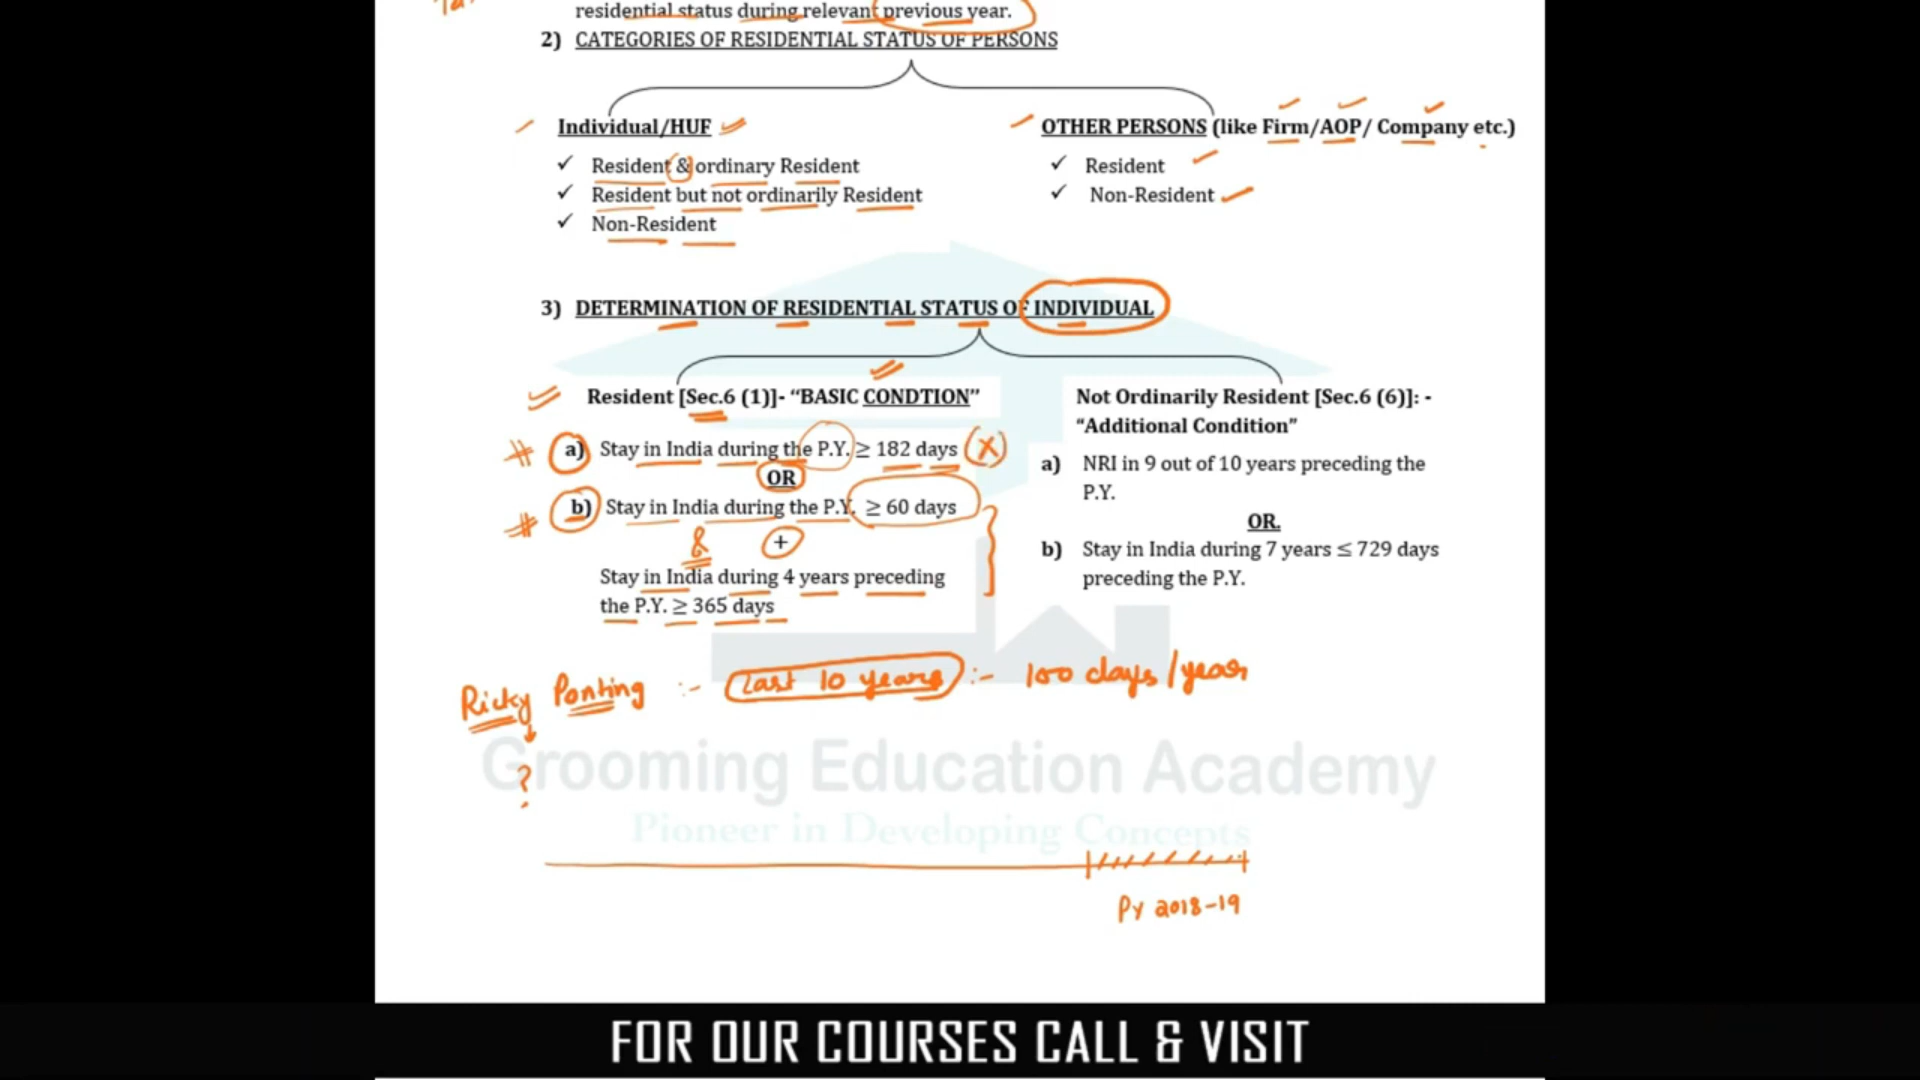 residential status during relevant previous year.
2) CATEGORIES OF RESIDENTIAL STATUS OF PERSONS
Individual/HUF
✓ Resident & ordinary Resident
✓ Resident but not ordinarily Resident
✓ Non-Resident
OTHER PERSONS (like Firm/AOP/ Company etc.)
✓ Resident
✓ Non-Resident
3) DETERMINATION OF RESIDENTIAL STATUS OF INDIVIDUAL
Resident [Sec.6 (1)]- “BASIC CONDTION”
a) Stay in India during the P.Y. ≥ 182 days (X)
OR
b) Stay in India during the P.Y. ≥ 60 days
& +
Stay in India during 4 years preceding
the P.Y. ≥ 365 days
Not Ordinarily Resident [Sec.6 (6)]: -
“Additional Condition”
a) NRI in 9 out of 10 years preceding the
P.Y.
OR.
b) Stay in India during 7 years ≤ 729 days
preceding the P.Y.
Ricky Ponting :- last 10 years :- 100 days/year
?
Grooming Education Academy
Pioneer in Developing Concepts
PY 2018-19
FOR OUR COURSES CALL & VISIT